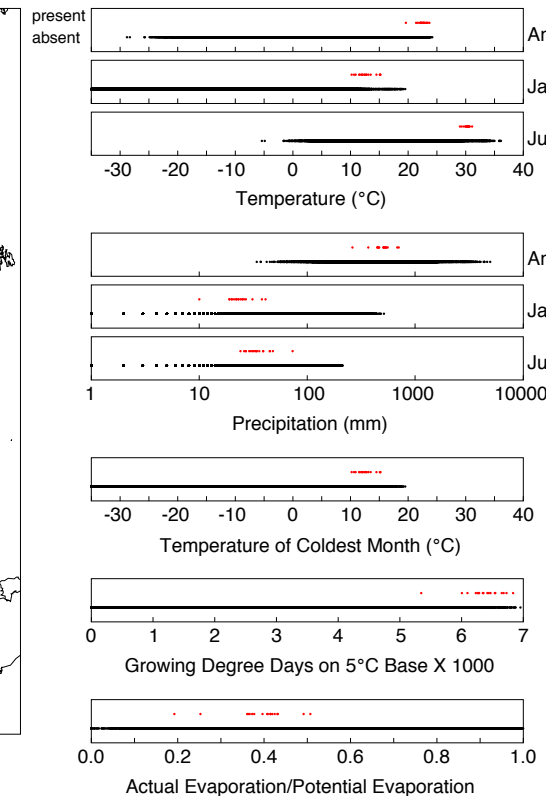 present
absent
An
Ja
Ju
-30 -20 -10 0 10 20 30 40
Temperature (°C)
An
Ja
Ju
1 10 100 1000 10000
Precipitation (mm)
-30 -20 -10 0 10 20 30 40
Temperature of Coldest Month (°C)
0 1 2 3 4 5 6 7
Growing Degree Days on 5°C Base X 1000
0.0 0.2 0.4 0.6 0.8 1.0
Actual Evaporation/Potential Evaporation